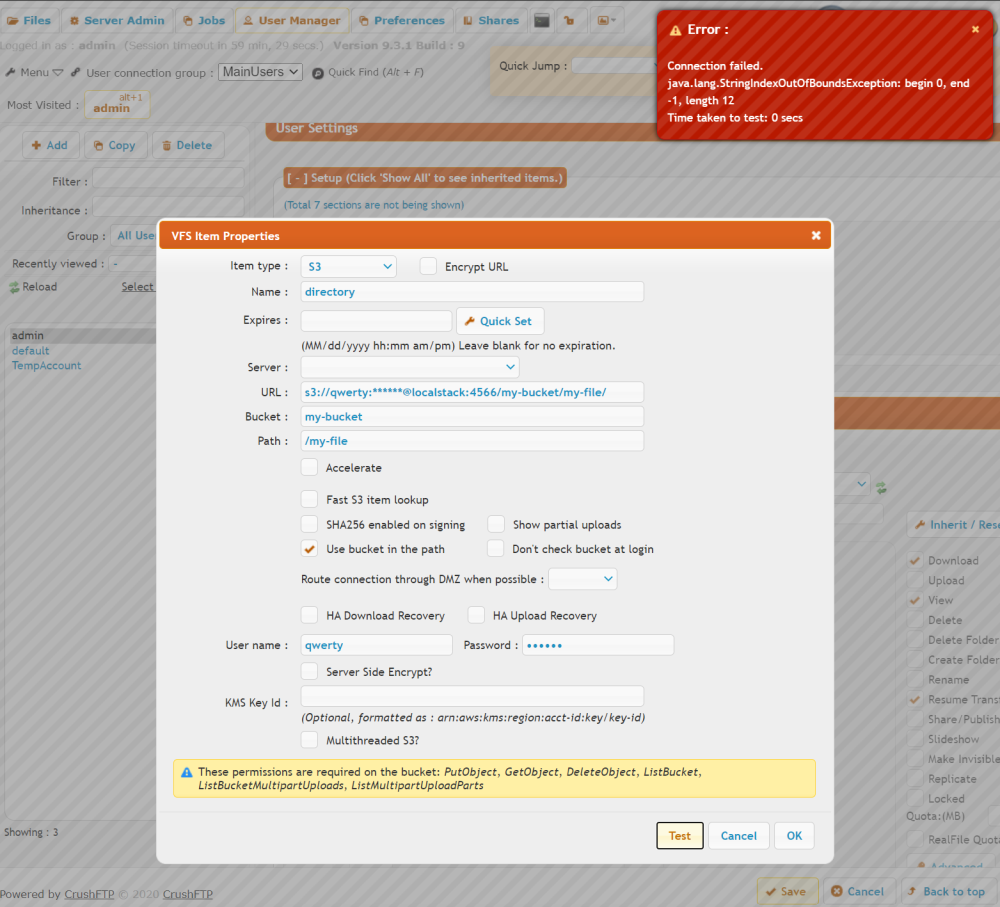 Files Server Admin Jobs User Manager Preferences Shares
Logged in as : admin (Session timeout in 59 min, 29 secs.) Version 9.3.1 Build : 9
Menu User connection group : MainUsers Quick Find (Alt + F)
Quick Jump :
Most Visited : alt+1
admin
Add Copy Delete
Filter :
Inheritance :
Group : All Use
Recently viewed : -
Reload Select
admin
default
TempAccount
Showing : 3
Error :
Connection failed.
java.lang.StringIndexOutOfBoundsException: begin 0, end
-1, length 12
Time taken to test: 0 secs
User Settings
[ - ] Setup (Click 'Show All' to see inherited items.)
(Total 7 sections are not being shown)
VFS Item Properties
Item type : S3 Encrypt URL
Name : directory
Expires : Quick Set
(MM/dd/yyyy hh:mm am/pm) Leave blank for no expiration.
Server :
URL : s3://qwerty:******@localstack:4566/my-bucket/my-file/
Bucket : my-bucket
Path : /my-file
Accelerate
Fast S3 item lookup
SHA256 enabled on signing Show partial uploads
Use bucket in the path Don't check bucket at login
Route connection through DMZ when possible :
HA Download Recovery HA Upload Recovery
User name : qwerty Password : ••••••
Server Side Encrypt?
KMS Key Id :
(Optional, formatted as : arn:aws:kms:region:acct-id:key/key-id)
Multithreaded S3?
These permissions are required on the bucket: PutObject, GetObject, DeleteObject, ListBucket,
ListBucketMultipartUploads, ListMultipartUploadParts
Test Cancel OK
Inherit / Rese
Download
Upload
View
Delete
Delete Folder
Create Folder
Rename
Resume Trans
Share/Publish
Slideshow
Make Invisible
Replicate
Locked
Quota:(MB)
RealFile Quota
Advanced
Powered by CrushFTP © 2020 CrushFTP
Save Cancel Back to top